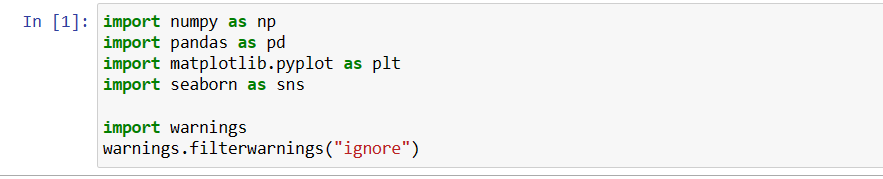 In [1]: import numpy as np
import pandas as pd
import matplotlib.pyplot as plt
import seaborn as sns
import warnings
warnings.filterwarnings("ignore")